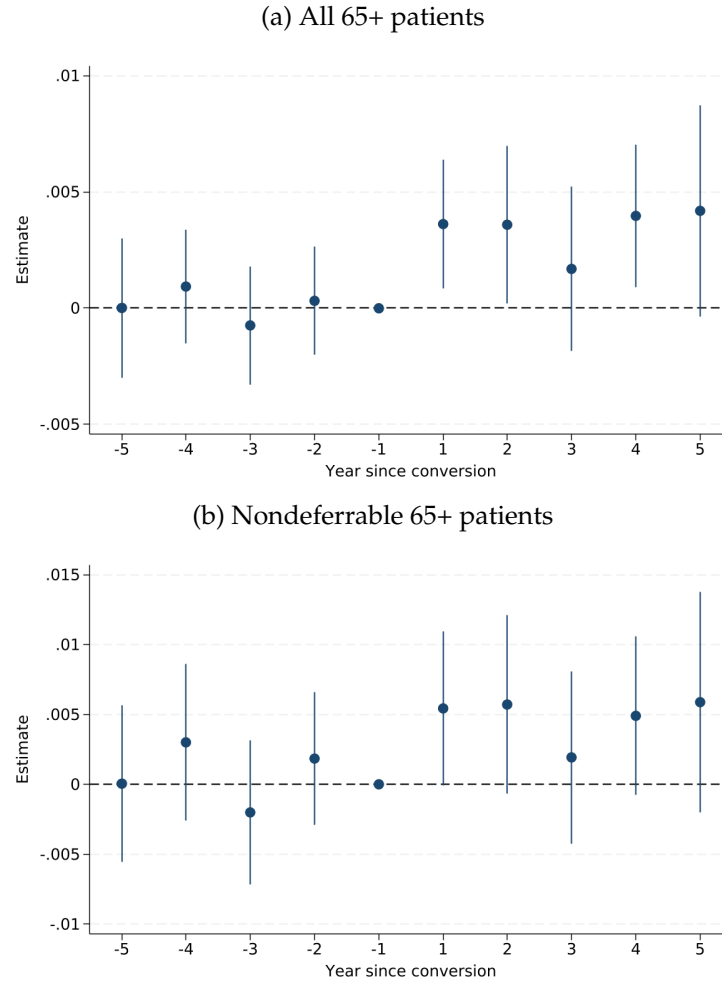 (a) All 65+ patients
.01
.005
0
-.005
Estimate
-5 -4 -3 -2 -1 1 2 3 4 5
Year since conversion
(b) Nondeferrable 65+ patients
.015
.01
.005
0
-.005
-.01
Estimate
-5 -4 -3 -2 -1 1 2 3 4 5
Year since conversion